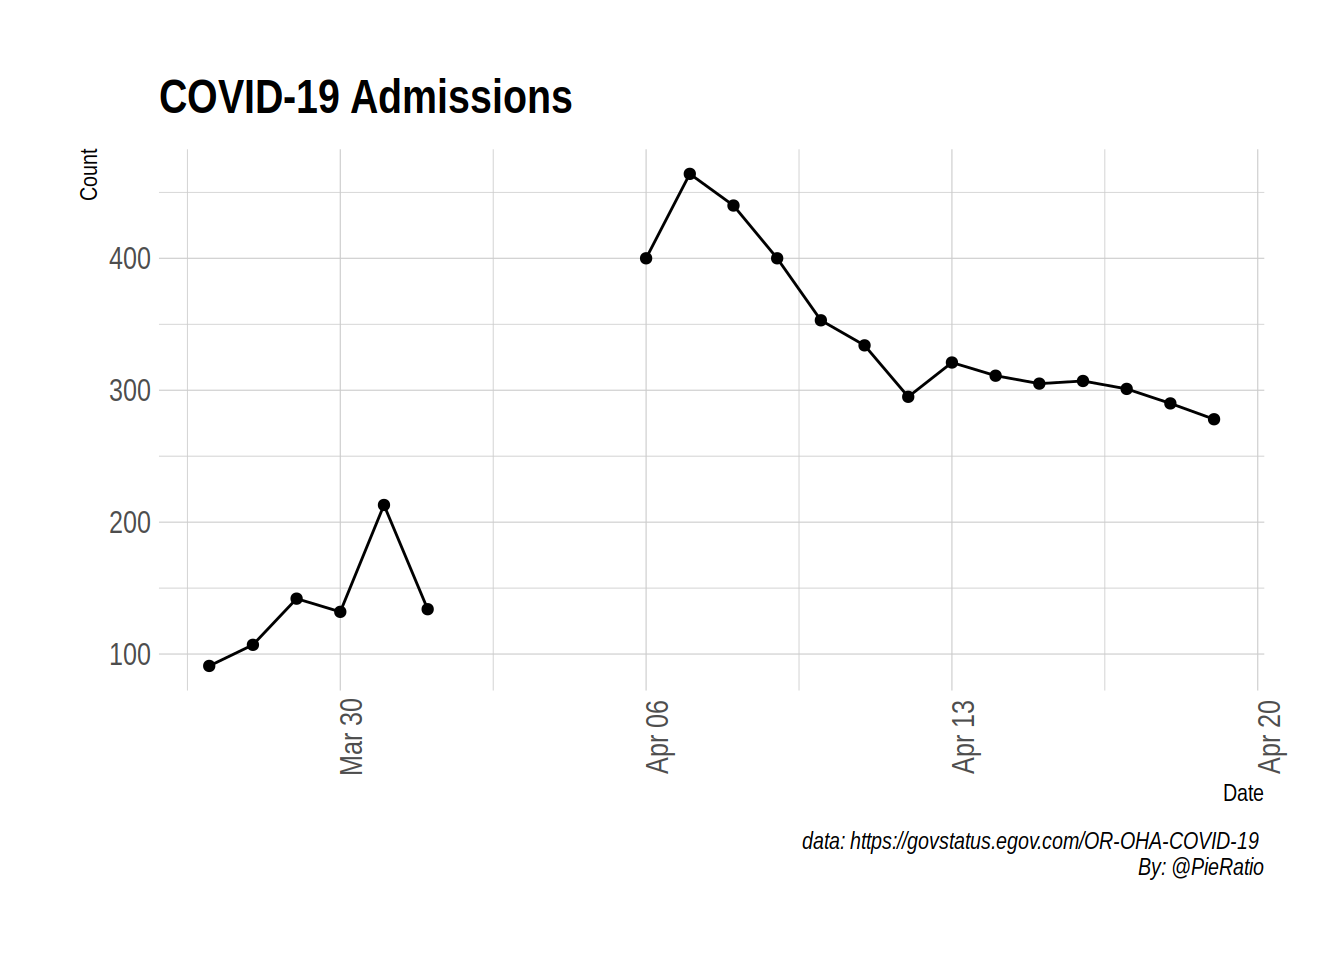 COVID-19 Admissions
Count
400
300
200
100
Mar 30
Apr 06
Apr 13
Apr 20
Date
data: https://govstatus.egov.com/OR-OHA-COVID-19
By: @PieRatio